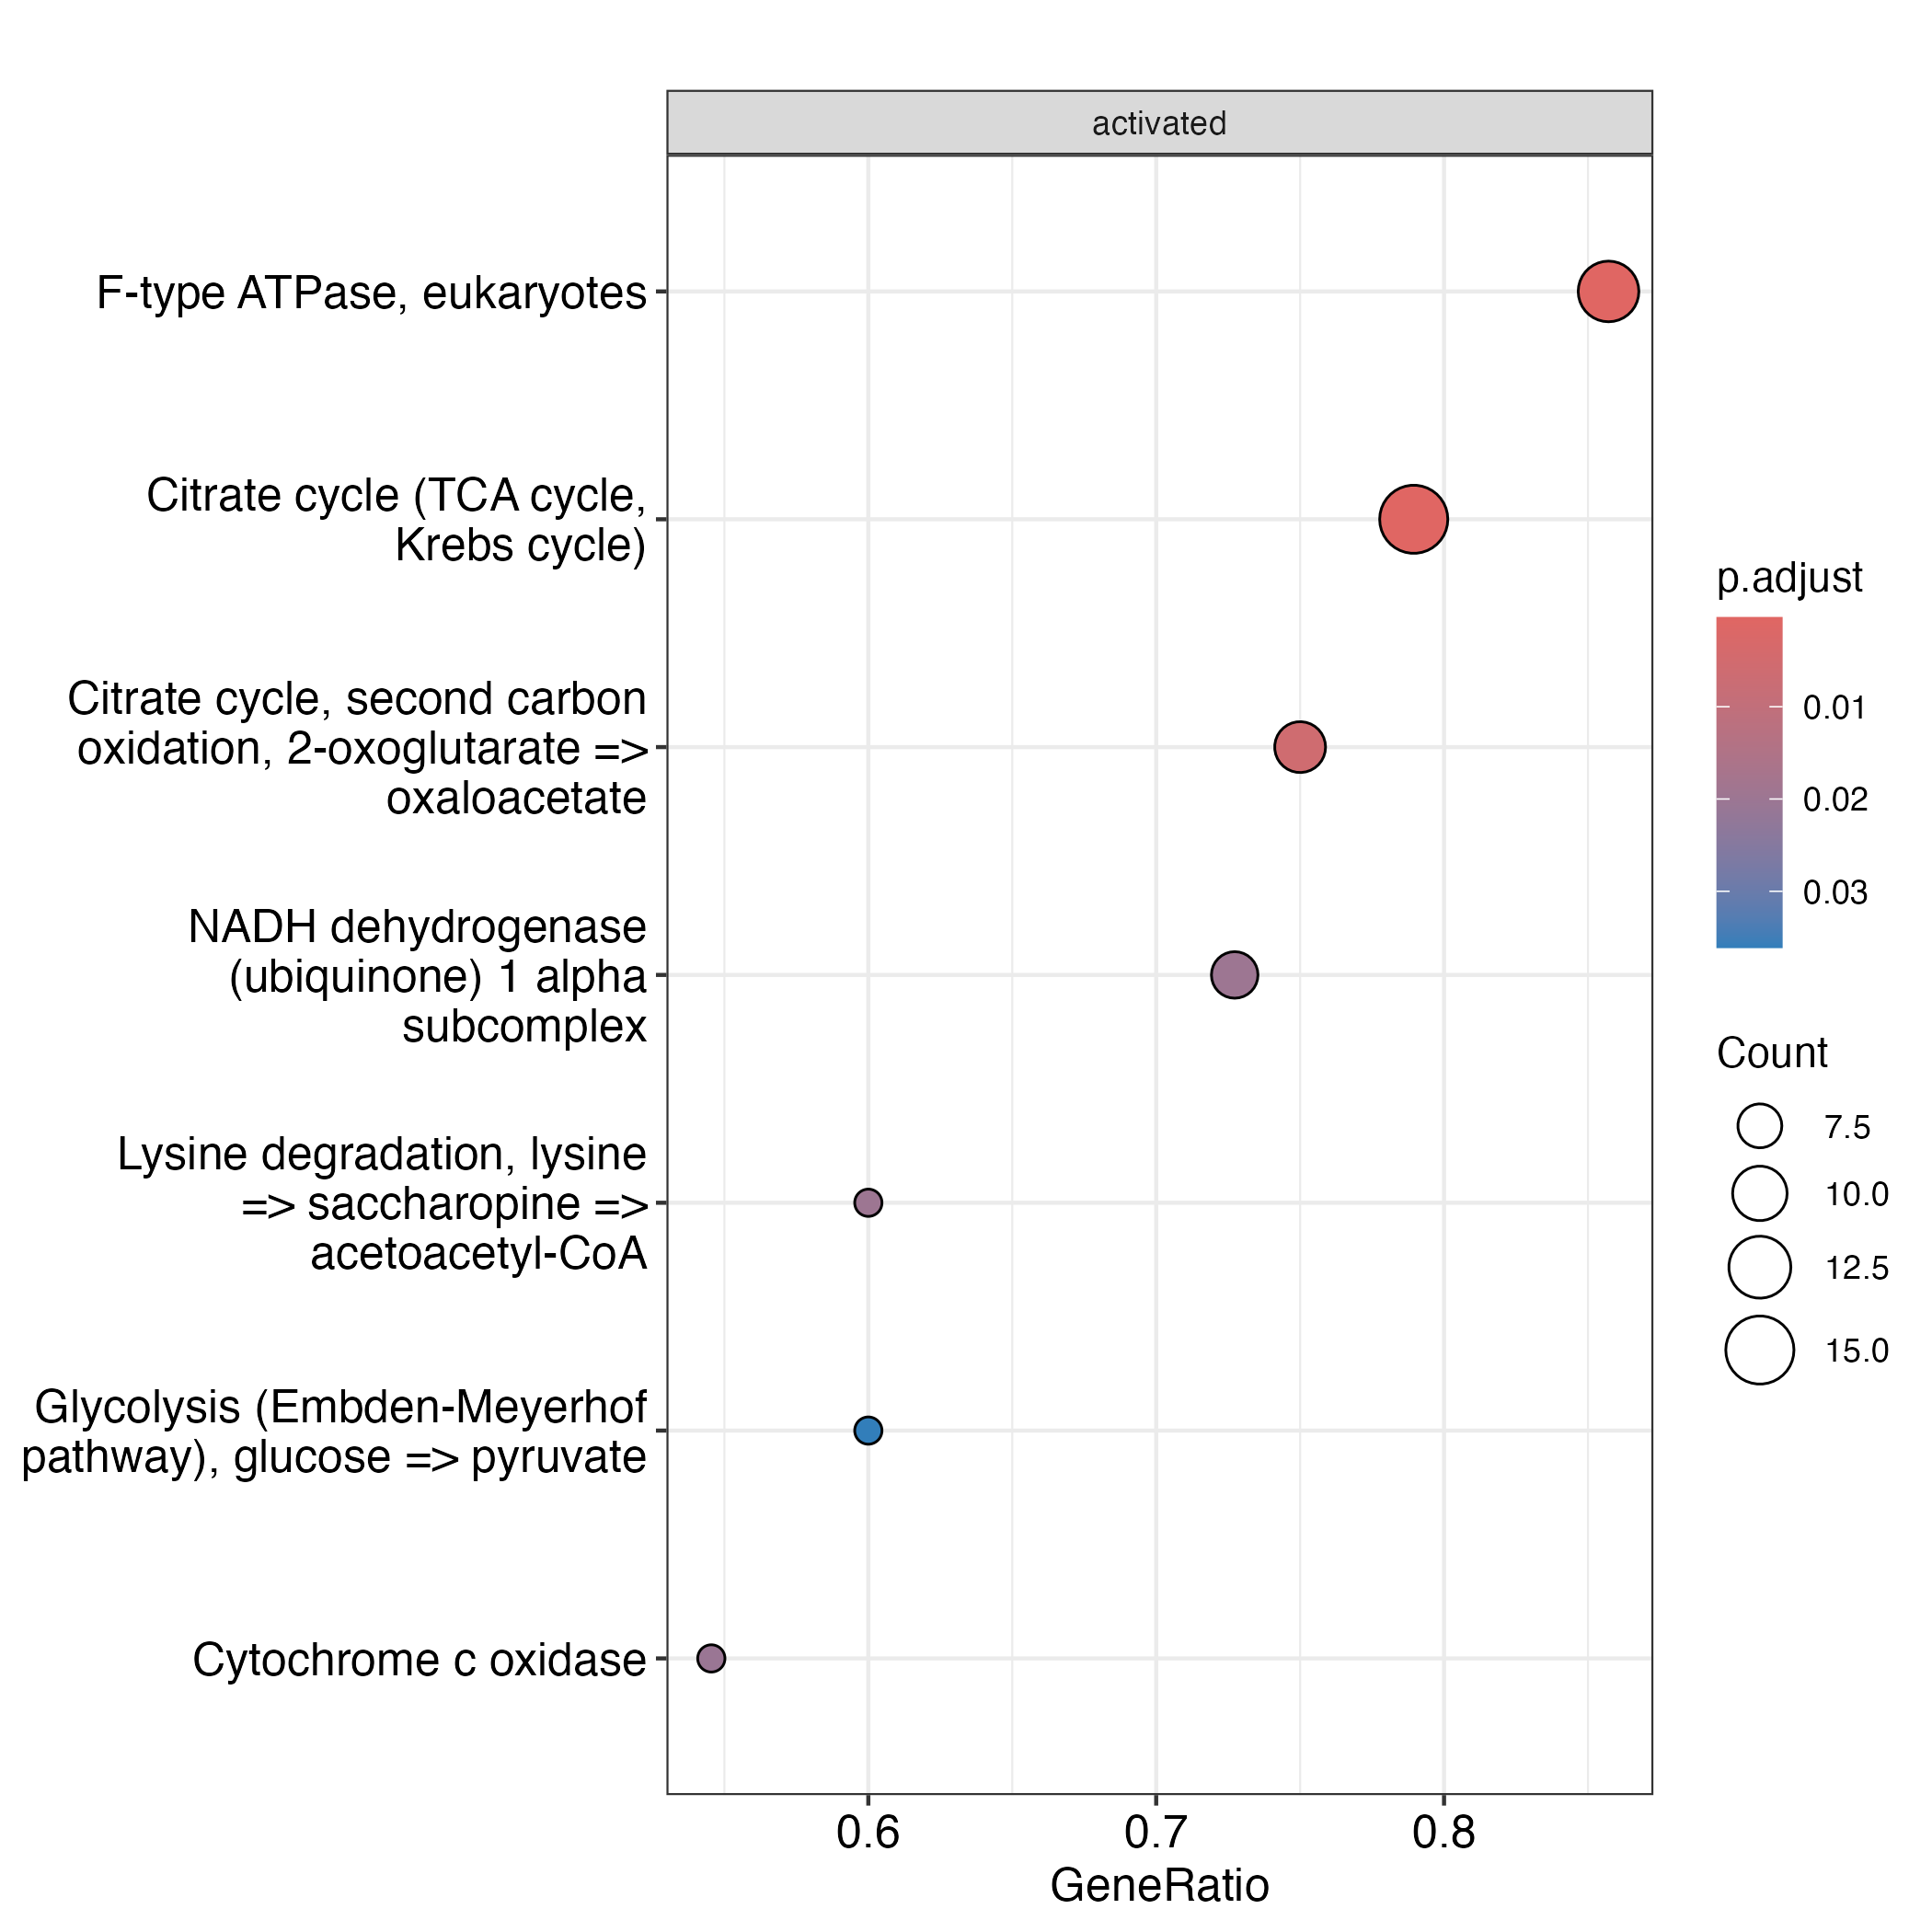 activated
F-type ATPase, eukaryotes
Citrate cycle (TCA cycle,
Krebs cycle)
Citrate cycle, second carbon
oxidation, 2-oxoglutarate =>
oxaloacetate
NADH dehydrogenase
(ubiquinone) 1 alpha
subcomplex
Lysine degradation, lysine
=> saccharopine =>
acetoacetyl-CoA
Glycolysis (Embden-Meyerhof
pathway), glucose => pyruvate
Cytochrome c oxidase
0.6 0.7 0.8
GeneRatio
p.adjust
0.01
0.02
0.03
Count
7.5
10.0
12.5
15.0